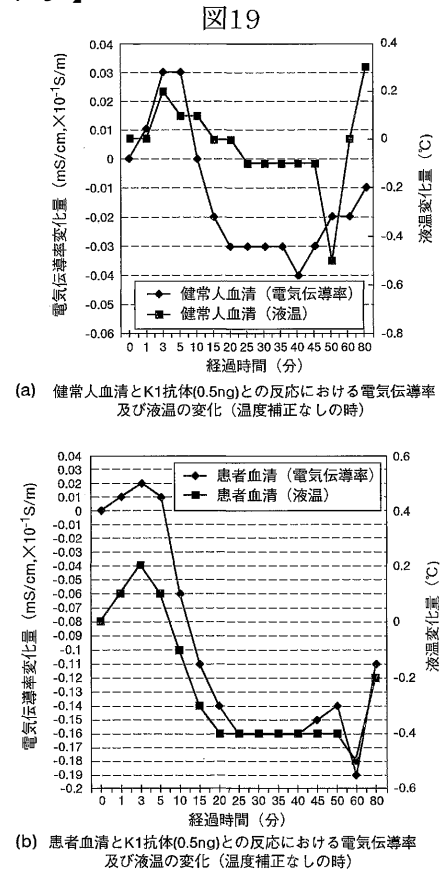 図19
電気伝導率変化量（mS/cm,×10⁻¹S/m）
0.04
0.03
0.02
0.01
0
-0.01
-0.02
-0.03
-0.04
-0.05
-0.06
0.4
0.2
0
-0.2
-0.4
-0.6
-0.8
液温変化量（℃）
健常人血清（電気伝導率）
健常人血清（液温）
0 1 3 5 10 15 20 25 30 35 40 45 50 60 80
経過時間（分）
(a) 健常人血清とK1抗体(0.5ng)との反応における電気伝導率
及び液温の変化（温度補正なしの時）
電気伝導率変化量（mS/cm,×10⁻¹S/m）
0.04
0.03
0.02
0.01
0
-0.01
-0.02
-0.03
-0.04
-0.05
-0.06
-0.07
-0.08
-0.09
-0.1
-0.11
-0.12
-0.13
-0.14
-0.15
-0.16
-0.17
-0.18
-0.19
-0.2
0.6
0.4
0.2
0
-0.2
-0.4
-0.6
液温変化量（℃）
患者血清（電気伝導率）
患者血清（液温）
0 1 3 5 10 15 20 25 30 35 40 45 50 60 80
経過時間（分）
(b) 患者血清とK1抗体(0.5ng)との反応における電気伝導率
及び液温の変化（温度補正なしの時）